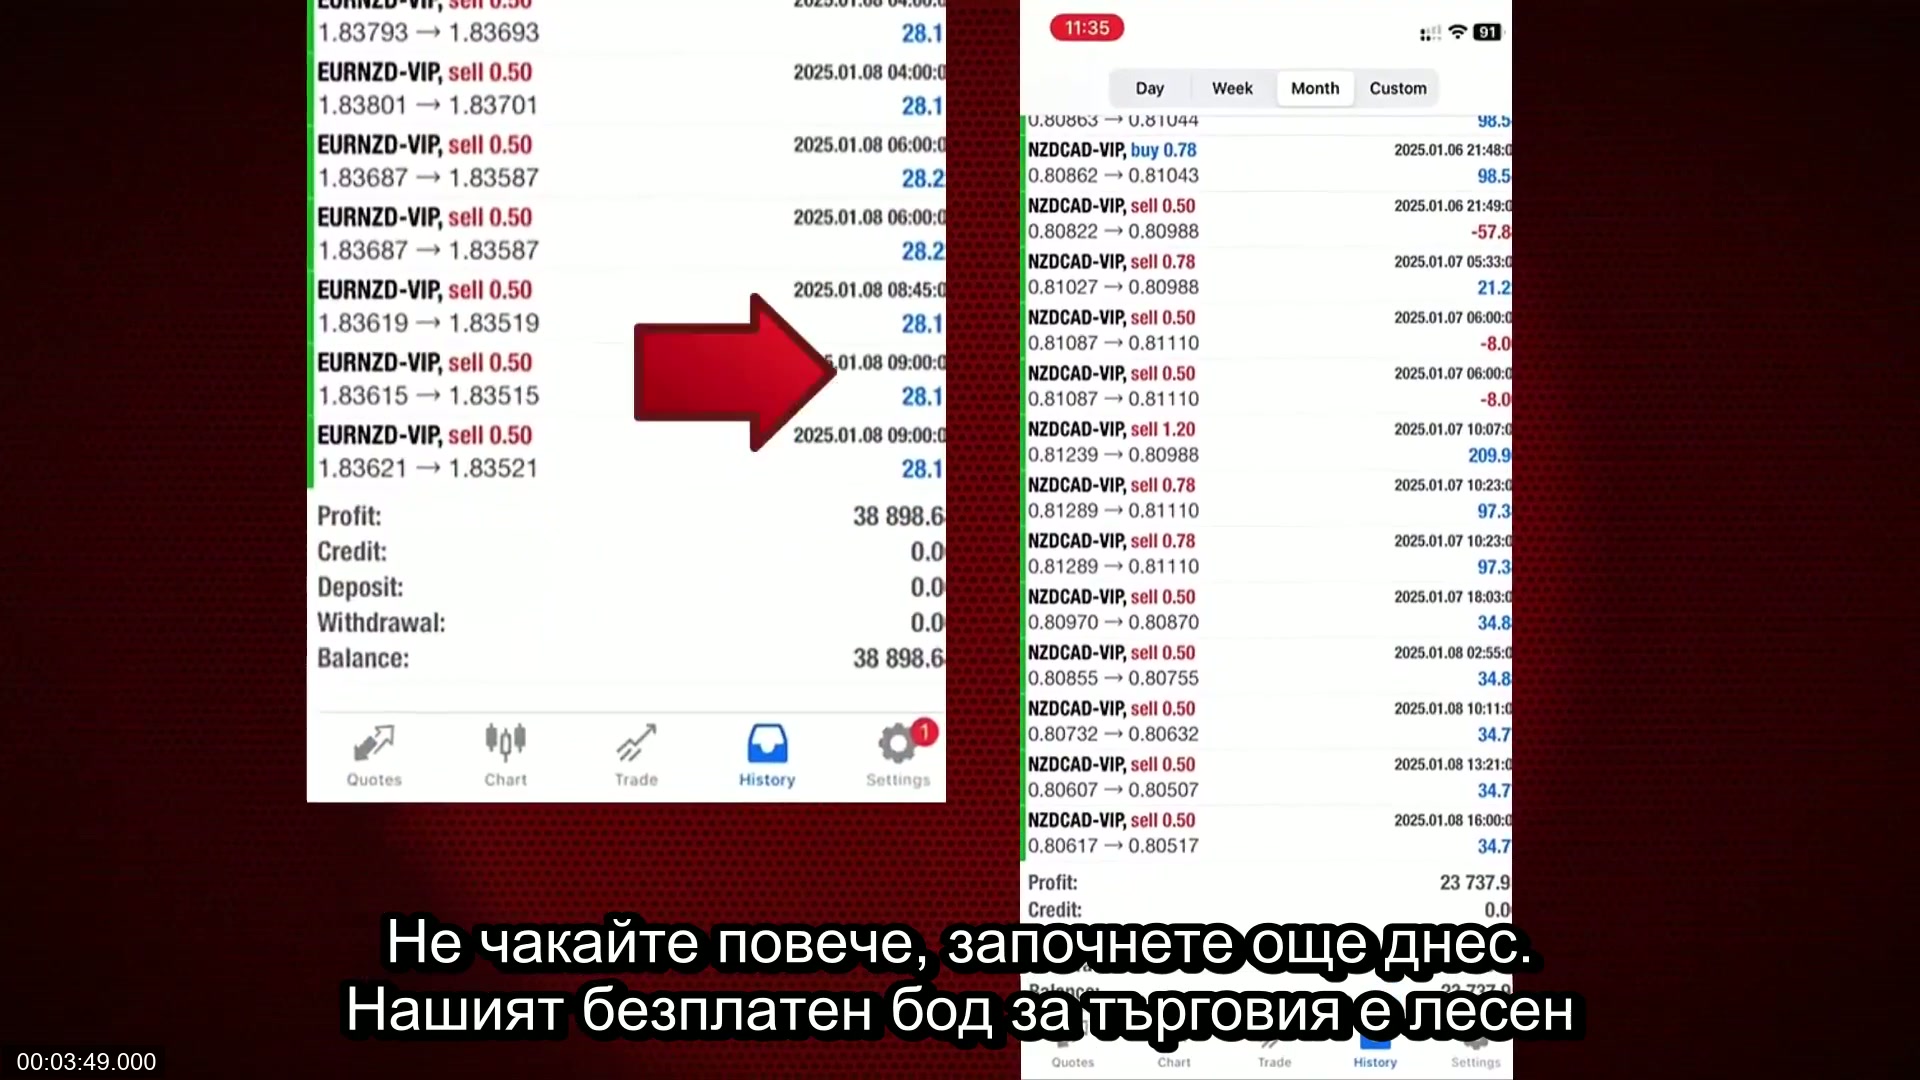 1.83793 → 1.83693
28.1
EURNZD-VIP, sell 0.50
2025.01.08 04:00:0
1.83801 → 1.83701
28.1
EURNZD-VIP, sell 0.50
2025.01.08 06:00:0
1.83687 → 1.83587
28.2
EURNZD-VIP, sell 0.50
2025.01.08 06:00:0
1.83687 → 1.83587
28.2
EURNZD-VIP, sell 0.50
2025.01.08 08:45:0
1.83619 → 1.83519
28.1
EURNZD-VIP, sell 0.50
.01.08 09:00:0
1.83615 → 1.83515
28.1
EURNZD-VIP, sell 0.50
2025.01.08 09:00:0
1.83621 → 1.83521
28.1
Profit:
38 898.6
Credit:
0.0
Deposit:
0.0
Withdrawal:
0.0
Balance:
38 898.6
1
Quotes Chart Trade History Settings
11:35
91
Day Week Month Custom
0.80863 → 0.81044
98.5
NZDCAD-VIP, buy 0.78
2025.01.06 21:48:0
0.80862 → 0.81043
98.5
NZDCAD-VIP, sell 0.50
2025.01.06 21:49:0
0.80822 → 0.80988
-57.8
NZDCAD-VIP, sell 0.78
2025.01.07 05:33:0
0.81027 → 0.80988
21.2
NZDCAD-VIP, sell 0.50
2025.01.07 06:00:0
0.81087 → 0.81110
-8.0
NZDCAD-VIP, sell 0.50
2025.01.07 06:00:0
0.81087 → 0.81110
-8.0
NZDCAD-VIP, sell 1.20
2025.01.07 10:07:0
0.81239 → 0.80988
209.9
NZDCAD-VIP, sell 0.78
2025.01.07 10:23:0
0.81289 → 0.81110
97.3
NZDCAD-VIP, sell 0.78
2025.01.07 10:23:0
0.81289 → 0.81110
97.3
NZDCAD-VIP, sell 0.50
2025.01.07 18:03:0
0.80970 → 0.80870
34.8
NZDCAD-VIP, sell 0.50
2025.01.08 02:55:0
0.80855 → 0.80755
34.8
NZDCAD-VIP, sell 0.50
2025.01.08 10:11:0
0.80732 → 0.80632
34.7
NZDCAD-VIP, sell 0.50
2025.01.08 13:21:0
0.80607 → 0.80507
34.7
NZDCAD-VIP, sell 0.50
2025.01.08 16:00:0
0.80617 → 0.80517
34.7
Profit:
23 737.9
Credit:
0.0
Quotes Chart Trade History Settings
Не чакайте повече, започнете още днес.
Нашият безплатен бод за търговия е лесен
00:03:49.000